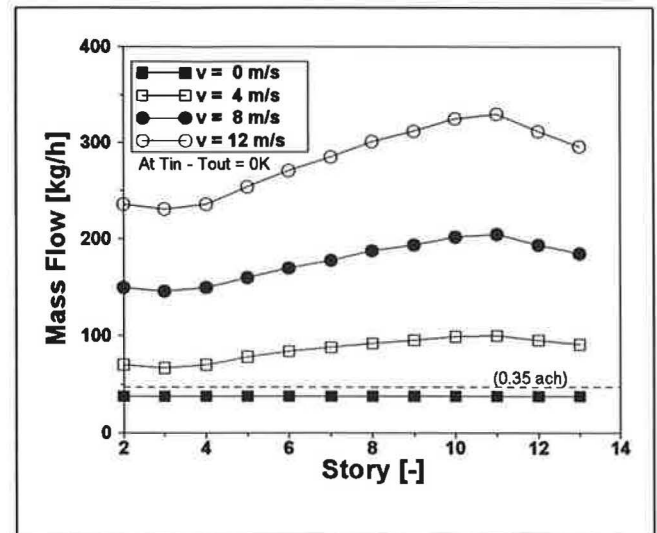 400
300
200
100
0
Mass Flow [kg/h]
v = 0 m/s
v = 4 m/s
v = 8 m/s
v = 12 m/s
At Tin - Tout = 0K
(0.35 ach)
2 4 6 8 10 12 14
Story [-]